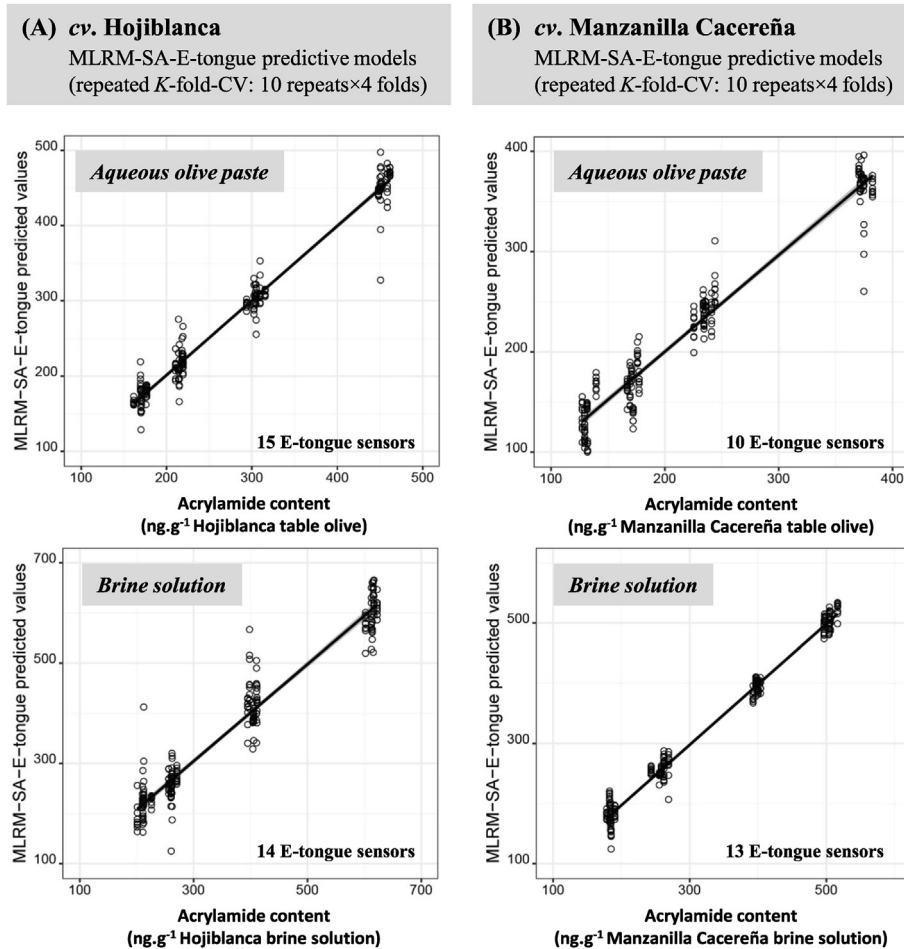 (A) cv. Hojiblanca
MLRM-SA-E-tongue predictive models
(repeated K-fold-CV: 10 repeats×4 folds)
(B) cv. Manzanilla Cacereña
MLRM-SA-E-tongue predictive models
(repeated K-fold-CV: 10 repeats×4 folds)
MLRM−SA−E−tongue predicted values
500
400
300
200
100
Aqueous olive paste
15 E-tongue sensors
100 200 300 400 500
Acrylamide content
(ng.g-1 Hojiblanca table olive)
MLRM−SA−E−tongue predicted values
400
300
200
100
Aqueous olive paste
10 E-tongue sensors
100 200 300 400
Acrylamide content
(ng.g-1 Manzanilla Cacereña table olive)
MLRM−SA−E−tongue predicted values
700
500
300
100
Brine solution
14 E-tongue sensors
100 300 500 700
Acrylamide content
(ng.g-1 Hojiblanca brine solution)
MLRM−SA−E−tongue predicted values
500
300
100
Brine solution
13 E-tongue sensors
100 300 500
Acrylamide content
(ng.g-1 Manzanilla Cacereña brine solution)